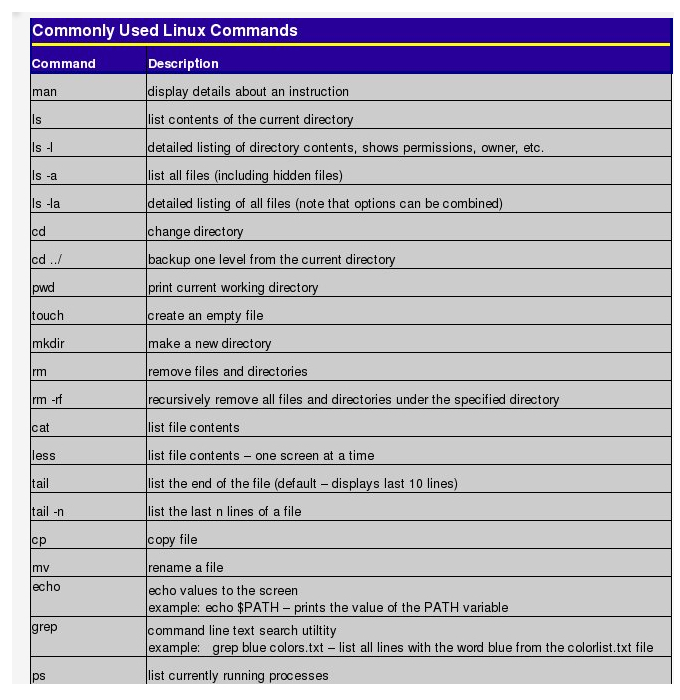 Commonly Used Linux Commands
Command Description
man display details about an instruction
ls list contents of the current directory
ls -l detailed listing of directory contents, shows permissions, owner, etc.
ls -a list all files (including hidden files)
ls -la detailed listing of all files (note that options can be combined)
cd change directory
cd ../ backup one level from the current directory
pwd print current working directory
touch create an empty file
mkdir make a new directory
rm remove files and directories
rm -rf recursively remove all files and directories under the specified directory
cat list file contents
less list file contents – one screen at a time
tail list the end of the file (default – displays last 10 lines)
tail -n list the last n lines of a file
cp copy file
mv rename a file
echo echo values to the screen
example: echo $PATH – prints the value of the PATH variable
grep command line text search utiltity
example: grep blue colors.txt – list all lines with the word blue from the colorlist.txt file
ps list currently running processes